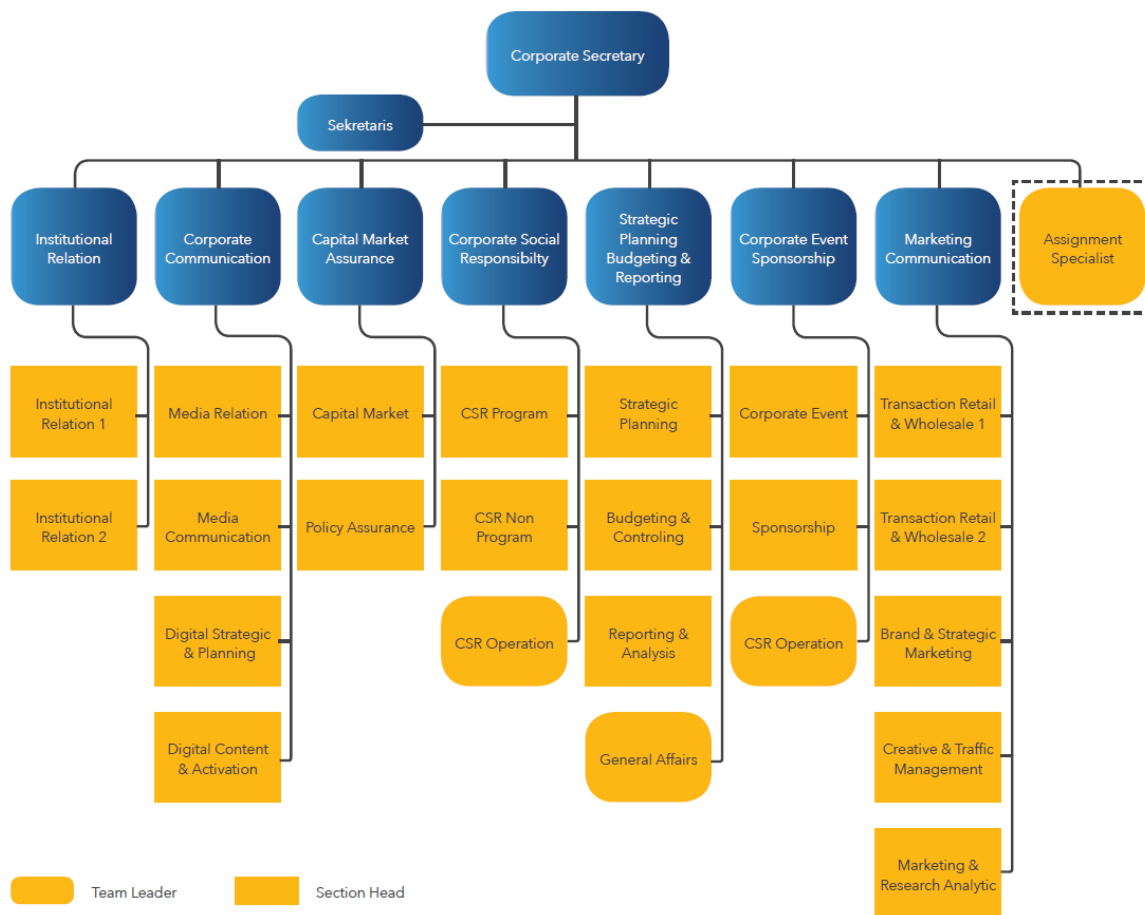 Corporate Secretary
Sekretaris
Institutional
Relation
Corporate
Communication
Capital Market
Assurance
Corporate Social
Responsibilty
Strategic
Planning
Budgeting &
Reporting
Corporate Event
Sponsorship
Marketing
Communication
Assignment
Specialist
Institutional
Relation 1
Media Relation
Capital Market
CSR Program
Strategic
Planning
Corporate Event
Transaction Retail
& Wholesale 1
Institutional
Relation 2
Media
Communication
Policy Assurance
CSR Non
Program
Budgeting &
Controling
Sponsorship
Transaction Retail
& Wholesale 2
Digital Strategic
& Planning
CSR Operation
Reporting &
Analysis
CSR Operation
Brand & Strategic
Marketing
Digital Content
& Activation
General Affairs
Creative & Traffic
Management
Marketing &
Research Analytic
Team Leader
Section Head